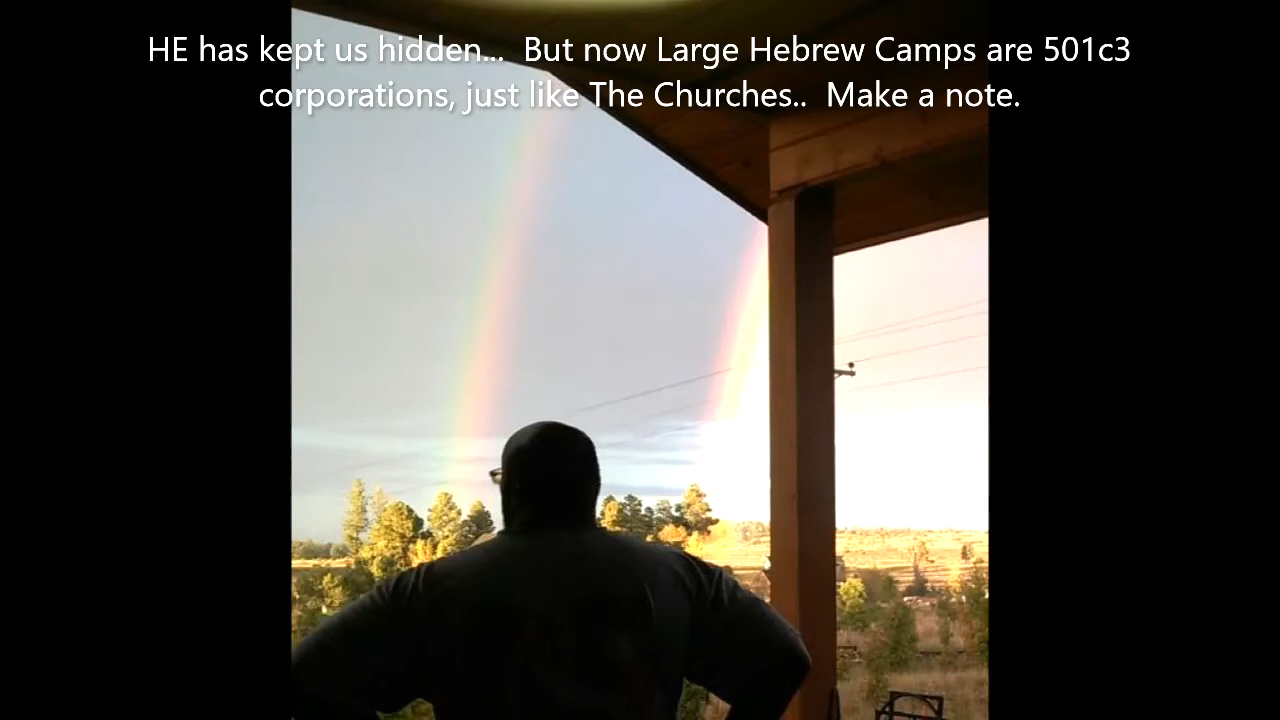 HE has kept us hidden...  But now Large Hebrew Camps are 501c3
corporations, just like The Churches..  Make a note.